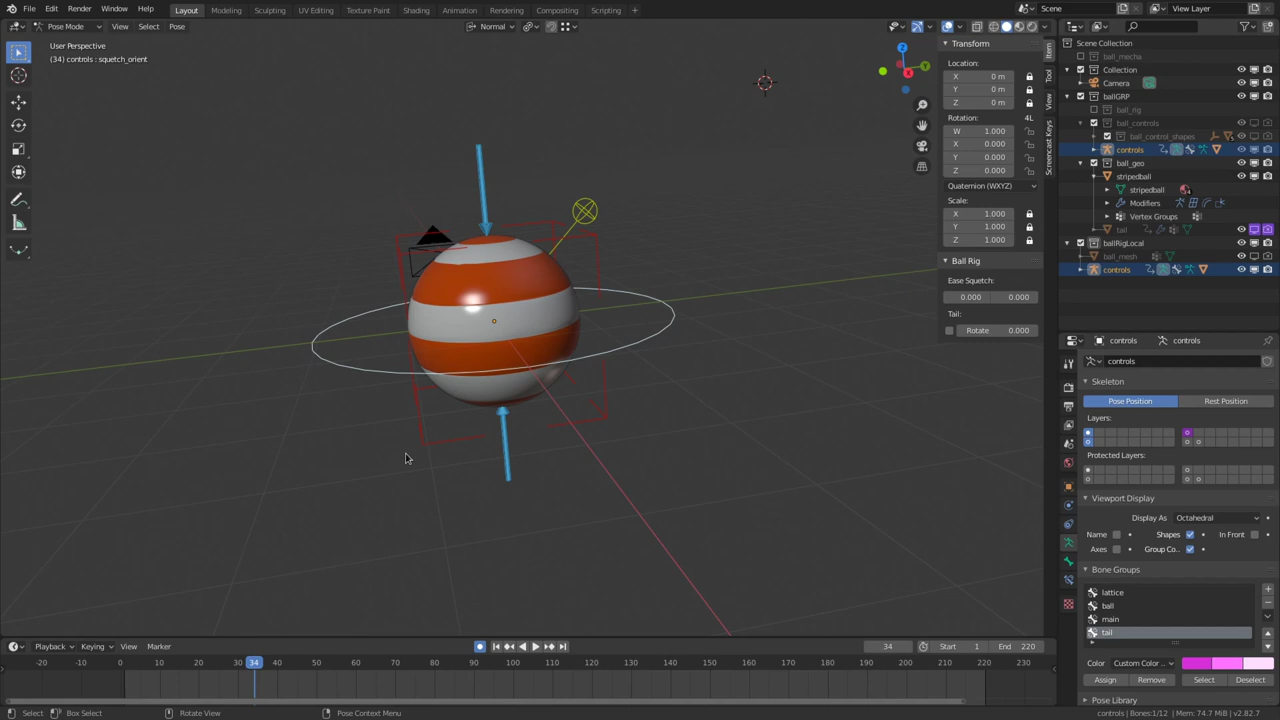 File Edit Render Window Help Layout Modeling Sculpting UV Editing Texture Paint Shading Animation Rendering Compositing Scripting + Scene View Layer
Pose Mode View Select Pose Normal
User Perspective
(34) controls : squetch_orient
Transform
Location:
X 0 m
Y 0 m
Z 0 m
Rotation: 4L
W 1.000
X 0.000
Y 0.000
Z 0.000
Quaternion (WXYZ)
Scale:
X 1.000
Y 1.000
Z 1.000
Ball Rig
Ease Squetch:
0.000 0.000
Tail:
Rotate 0.000
Item
Tool
View
Screencast Keys
X
Y
Z
Scene Collection
ball_mecha
Collection
Camera
ballGRP
ball_rig
ball_controls
ball_control_shapes
controls
ball_geo
stripedball
stripedball
Modifiers
Vertex Groups
tail
ballRigLocal
ball_mesh
controls
controls controls
controls
Skeleton
Pose Position Rest Position
Layers:
Protected Layers:
Viewport Display
Display As Octahedral
Name Shapes In Front
Axes Group Co..
Bone Groups
lattice
ball
main
tail
Color Custom Color ..
Assign Remove Select Deselect
Pose Library
Playback Keying View Marker 34 Start 1 End 220
-20 -10 0 10 20 30 34 40 50 60 70 80 90 100 110 120 130 140 150 160 170 180 190 200 210 220 230
Select Box Select Rotate View Pose Context Menu controls | Bones:1/12 | Mem: 74.7 MiB | v2.82.7